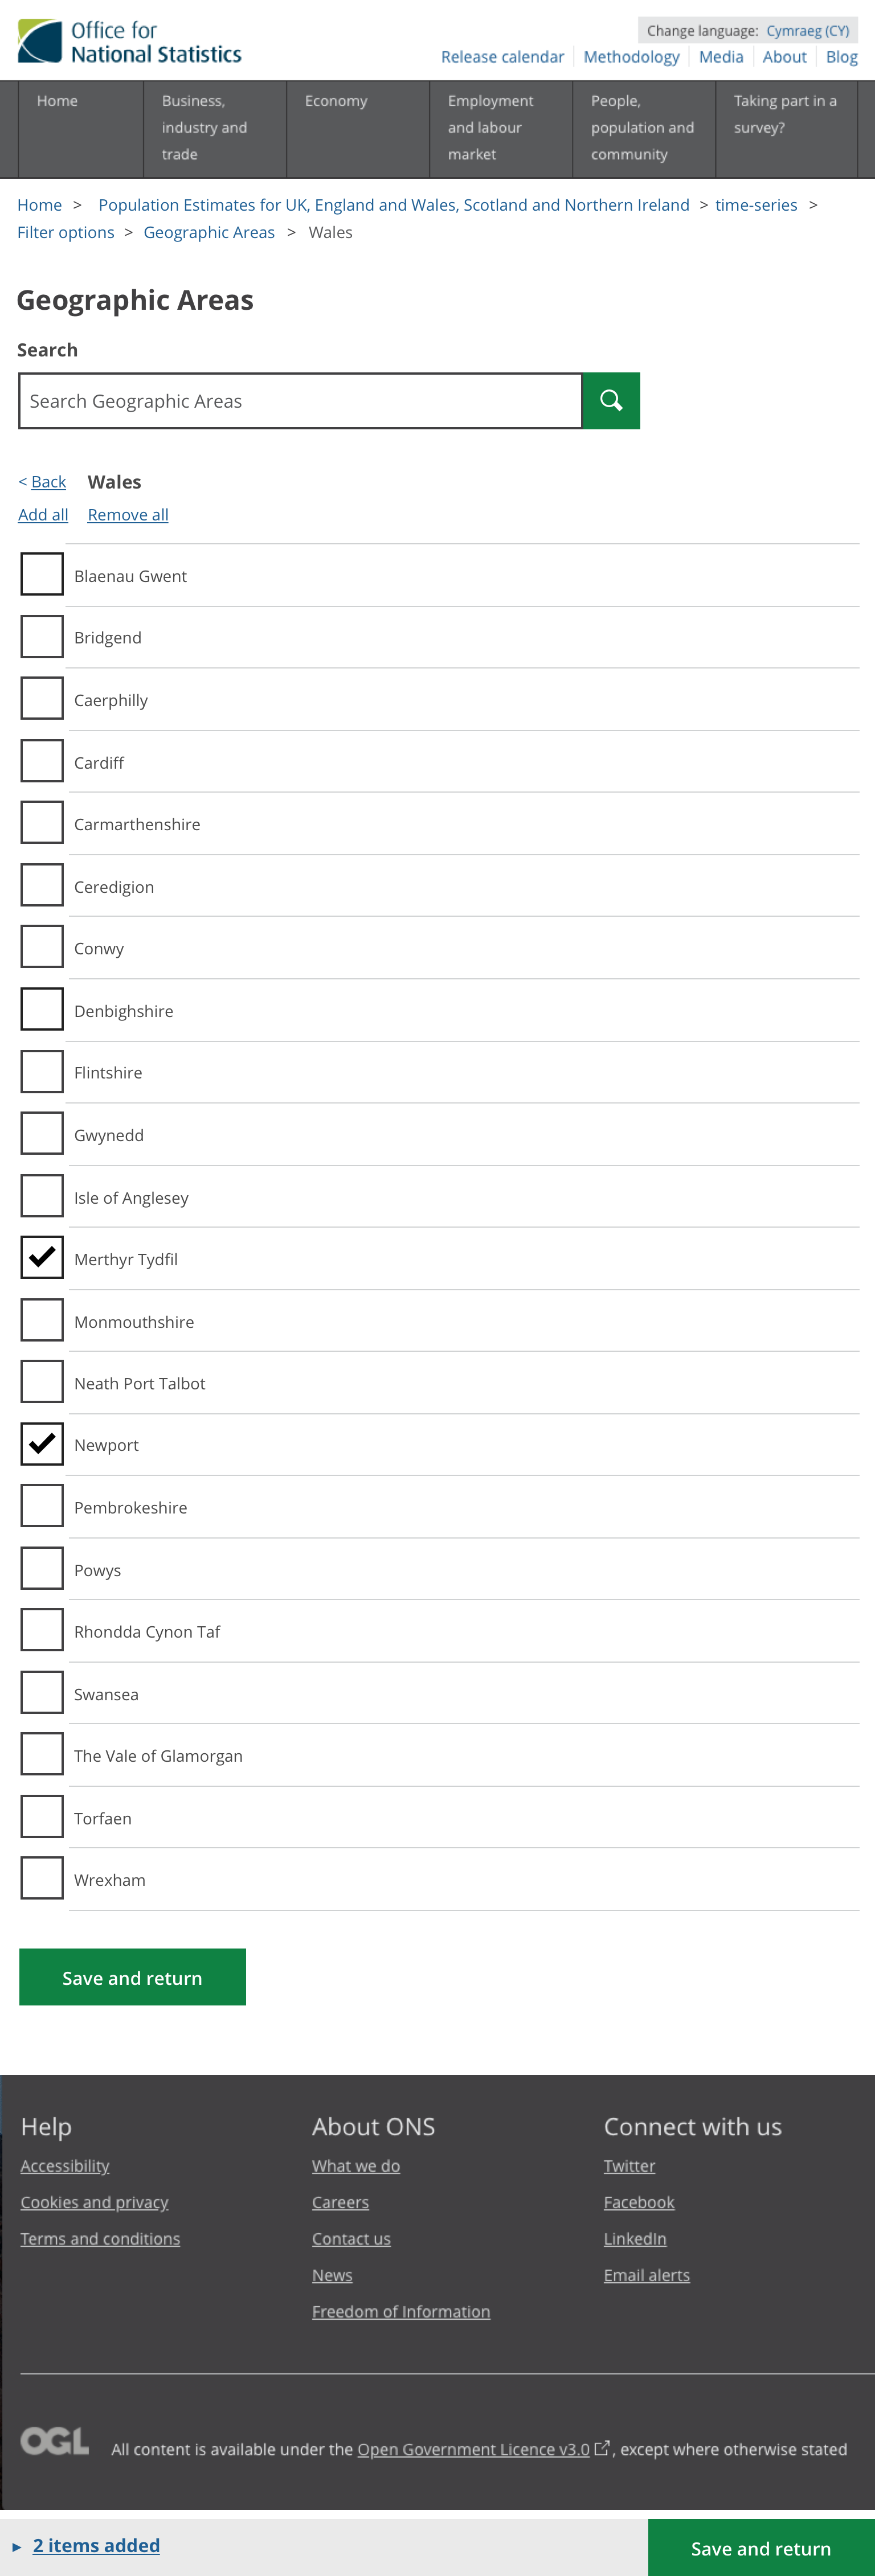 Office for
National Statistics
Change language: Cymraeg (CY)
Release calendar Methodology Media About Blog
Home
Business,
industry and
trade
Economy
Employment
and labour
market
People,
population and
community
Taking part in a
survey?
Home > Population Estimates for UK, England and Wales, Scotland and Northern Ireland > time-series >
Filter options > Geographic Areas > Wales
Geographic Areas
Search
Search Geographic Areas
< Back Wales
Add all Remove all
Blaenau Gwent
Bridgend
Caerphilly
Cardiff
Carmarthenshire
Ceredigion
Conwy
Denbighshire
Flintshire
Gwynedd
Isle of Anglesey
Merthyr Tydfil
Monmouthshire
Neath Port Talbot
Newport
Pembrokeshire
Powys
Rhondda Cynon Taf
Swansea
The Vale of Glamorgan
Torfaen
Wrexham
Save and return
Help
Accessibility
Cookies and privacy
Terms and conditions
About ONS
What we do
Careers
Contact us
News
Freedom of Information
Connect with us
Twitter
Facebook
LinkedIn
Email alerts
OGL
All content is available under the Open Government Licence v3.0 , except where otherwise stated
2 items added
Save and return